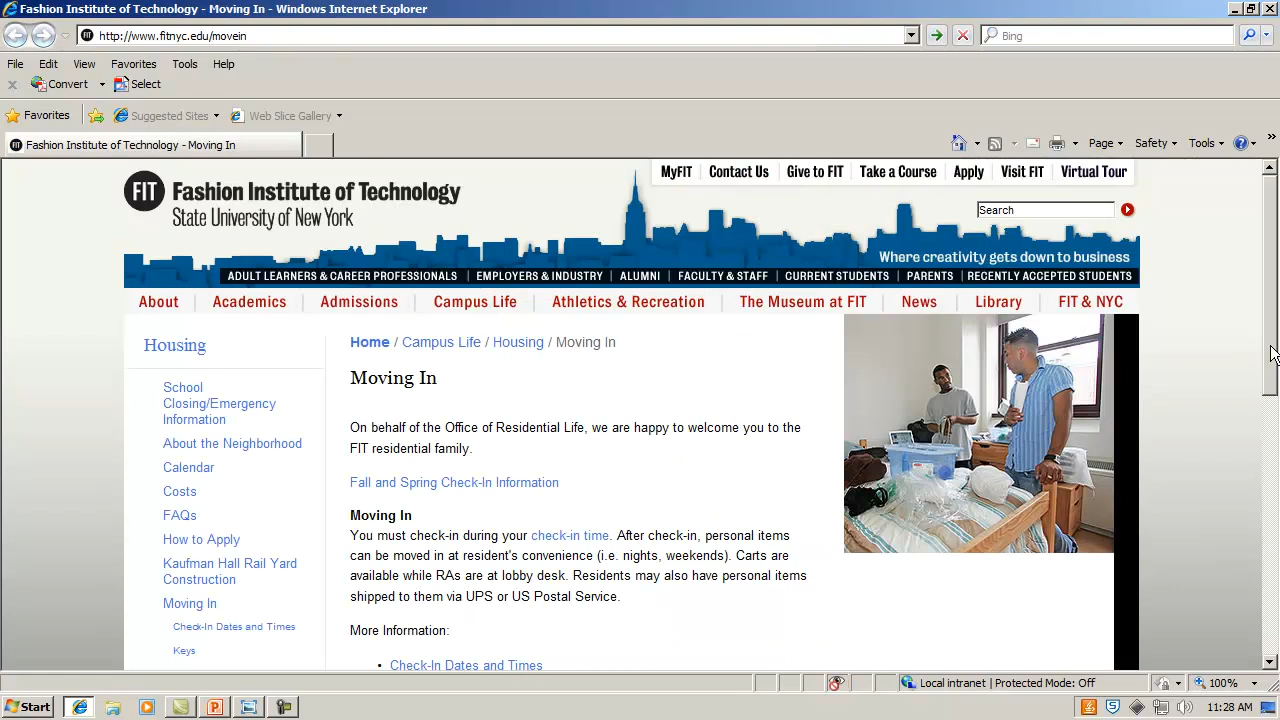 Fashion Institute of Technology - Moving In - Windows Internet Explorer
http://www.fitnyc.edu/movein
Bing
File Edit View Favorites Tools Help
Convert Select
Favorites Suggested Sites Web Slice Gallery
Fashion Institute of Technology - Moving In
Page Safety Tools
MyFIT Contact Us Give to FIT Take a Course Apply Visit FIT Virtual Tour
FIT Fashion Institute of Technology
State University of New York
Search
Where creativity gets down to business
ADULT LEARNERS & CAREER PROFESSIONALS | EMPLOYERS & INDUSTRY | ALUMNI | FACULTY & STAFF | CURRENT STUDENTS | PARENTS | RECENTLY ACCEPTED STUDENTS
About Academics Admissions Campus Life Athletics & Recreation The Museum at FIT News Library FIT & NYC
Housing
School
Closing/Emergency
Information
About the Neighborhood
Calendar
Costs
FAQs
How to Apply
Kaufman Hall Rail Yard
Construction
Moving In
Check-In Dates and Times
Keys
Home / Campus Life / Housing / Moving In
Moving In
On behalf of the Office of Residential Life, we are happy to welcome you to the
FIT residential family.
Fall and Spring Check-In Information
Moving In
You must check-in during your check-in time. After check-in, personal items
can be moved in at resident's convenience (i.e. nights, weekends). Carts are
available while RAs are at lobby desk. Residents may also have personal items
shipped to them via UPS or US Postal Service.
More Information:
• Check-In Dates and Times
Local intranet | Protected Mode: Off
100%
Start
11:28 AM